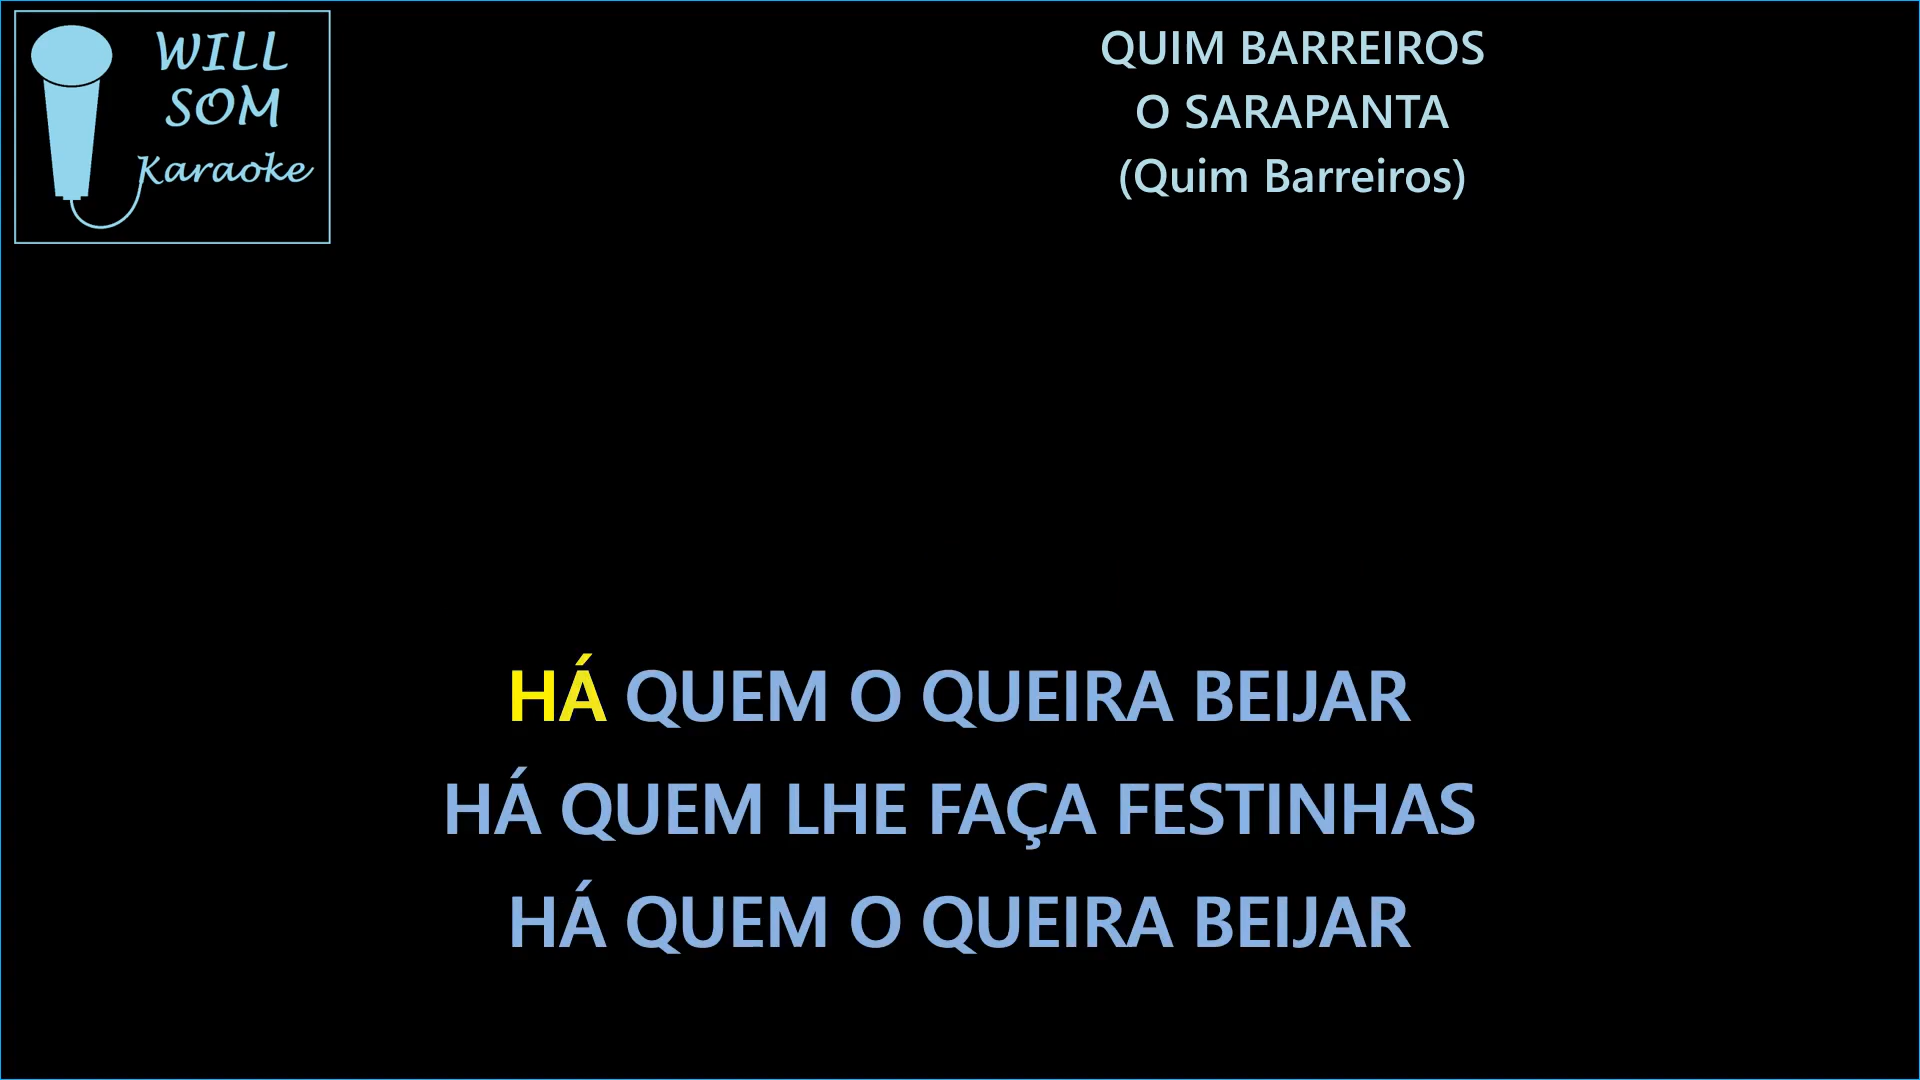 WILL
SOM
Karaoke
QUIM BARREIROS
O SARAPANTA
(Quim Barreiros)
HÁ QUEM O QUEIRA BEIJAR
HÁ QUEM LHE FAÇA FESTINHAS
HÁ QUEM O QUEIRA BEIJAR